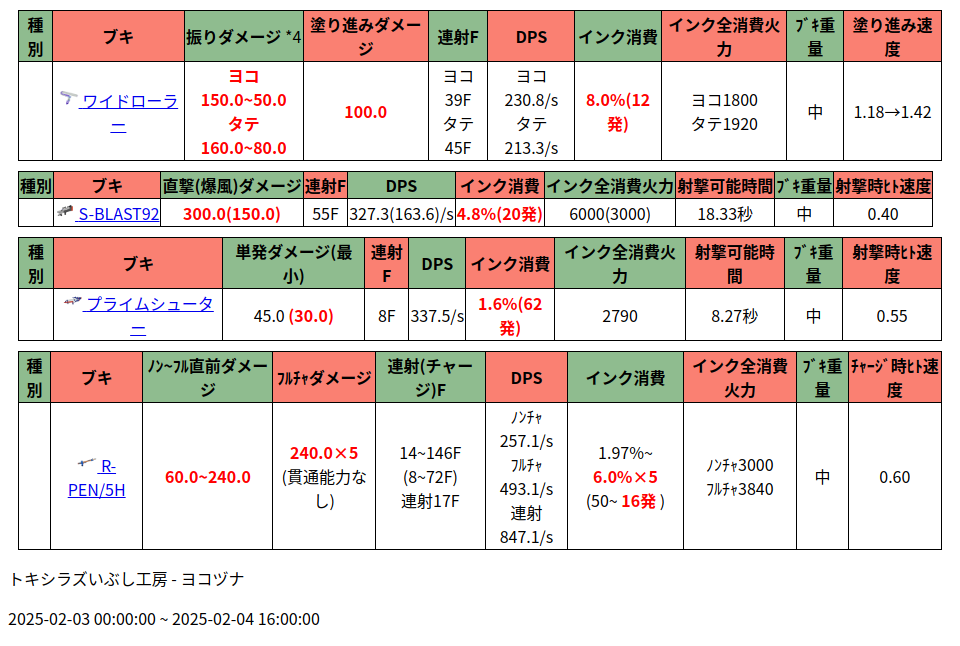 種別 ブキ 振りダメージ *4 塗り進みダメージ 連射F DPS インク消費 インク全消費火力 ﾌﾞｷ重量 塗り進み速度
ワイドローラー ヨコ 150.0~50.0 タテ 160.0~80.0 100.0 ヨコ 39F タテ 45F ヨコ 230.8/s タテ 213.3/s 8.0%(12発) ヨコ1800 タテ1920 中 1.18→1.42
種別 ブキ 直撃(爆風)ダメージ 連射F DPS インク消費 インク全消費火力 射撃可能時間 ﾌﾞｷ重量 射撃時ﾋﾄ速度
S-BLAST92 300.0(150.0) 55F 327.3(163.6)/s 4.8%(20発) 6000(3000) 18.33秒 中 0.40
種別 ブキ 単発ダメージ(最小) 連射F DPS インク消費 インク全消費火力 射撃可能時間 ﾌﾞｷ重量 射撃時ﾋﾄ速度
プライムシューター 45.0 (30.0) 8F 337.5/s 1.6%(62発) 2790 8.27秒 中 0.55
種別 ブキ ﾉﾝ~ﾌﾙ直前ダメージ ﾌﾙﾁｬダメージ 連射(チャージ)F DPS インク消費 インク全消費火力 ﾌﾞｷ重量 ﾁｬｰｼﾞ時ﾋﾄ速度
R-PEN/5H 60.0~240.0 240.0×5 (貫通能力なし) 14~146F (8~72F) 連射17F ﾉﾝﾁｬ 257.1/s ﾌﾙﾁｬ 493.1/s 連射 847.1/s 1.97%~ 6.0%×5 (50~ 16発 ) ﾉﾝﾁｬ3000 ﾌﾙﾁｬ3840 中 0.60
トキシラズいぶし工房 - ヨコヅナ
2025-02-03 00:00:00 ~ 2025-02-04 16:00:00